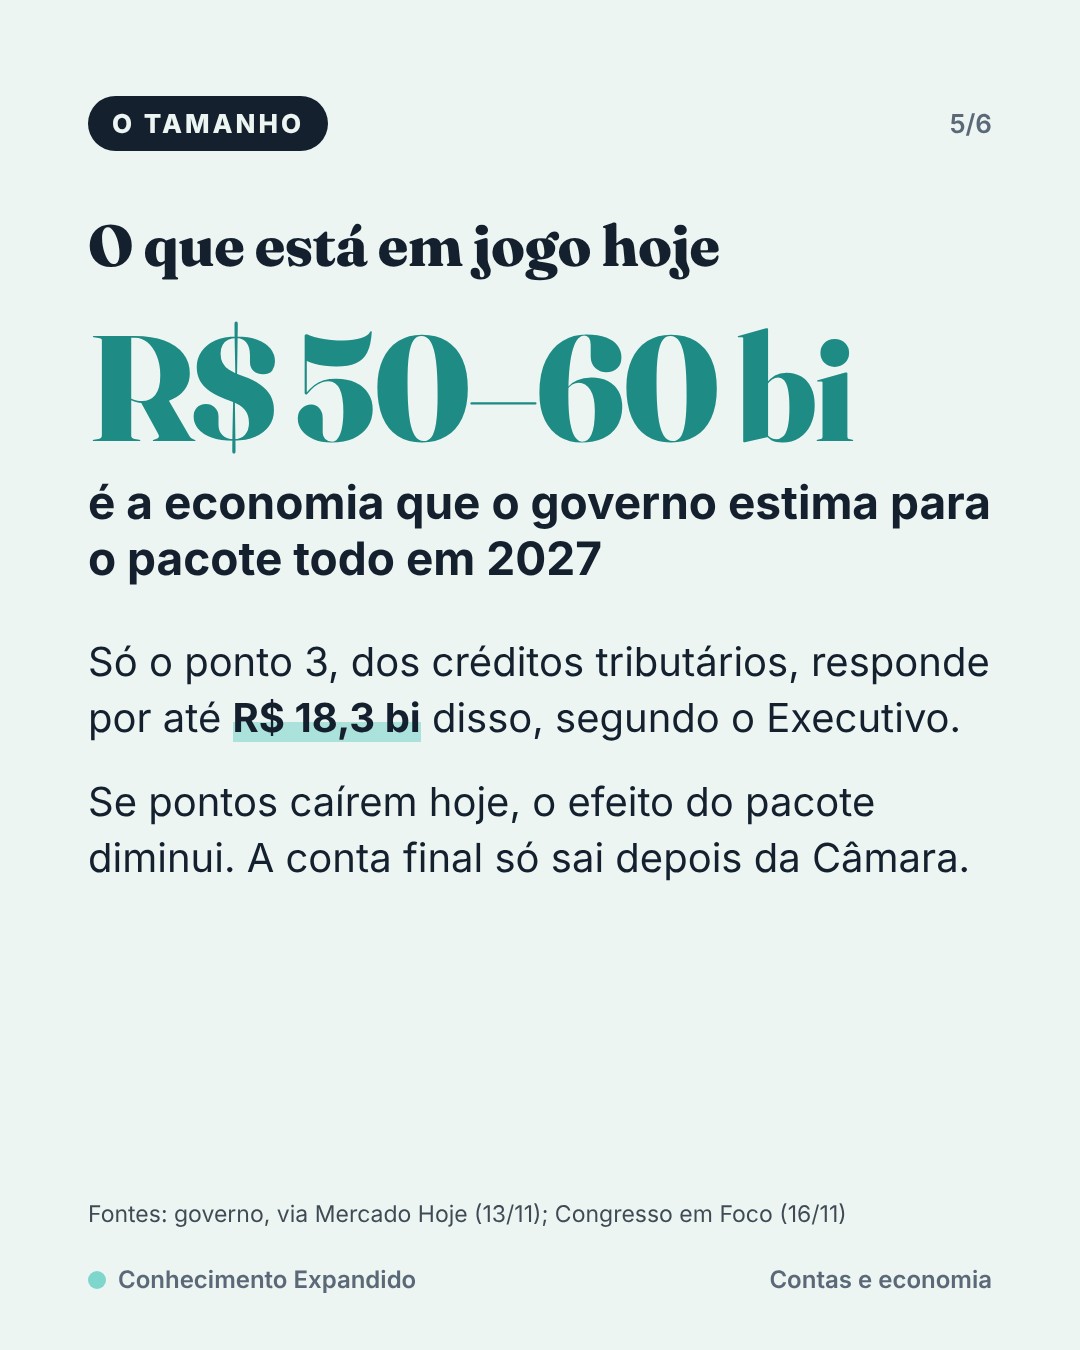 O TAMANHO
5/6
O que está em jogo hoje
R$ 50–60 bi
é a economia que o governo estima para
o pacote todo em 2027
Só o ponto 3, dos créditos tributários, responde
por até R$ 18,3 bi disso, segundo o Executivo.
Se pontos caírem hoje, o efeito do pacote
diminui. A conta final só sai depois da Câmara.
Fontes: governo, via Mercado Hoje (13/11); Congresso em Foco (16/11)
Conhecimento Expandido
Contas e economia